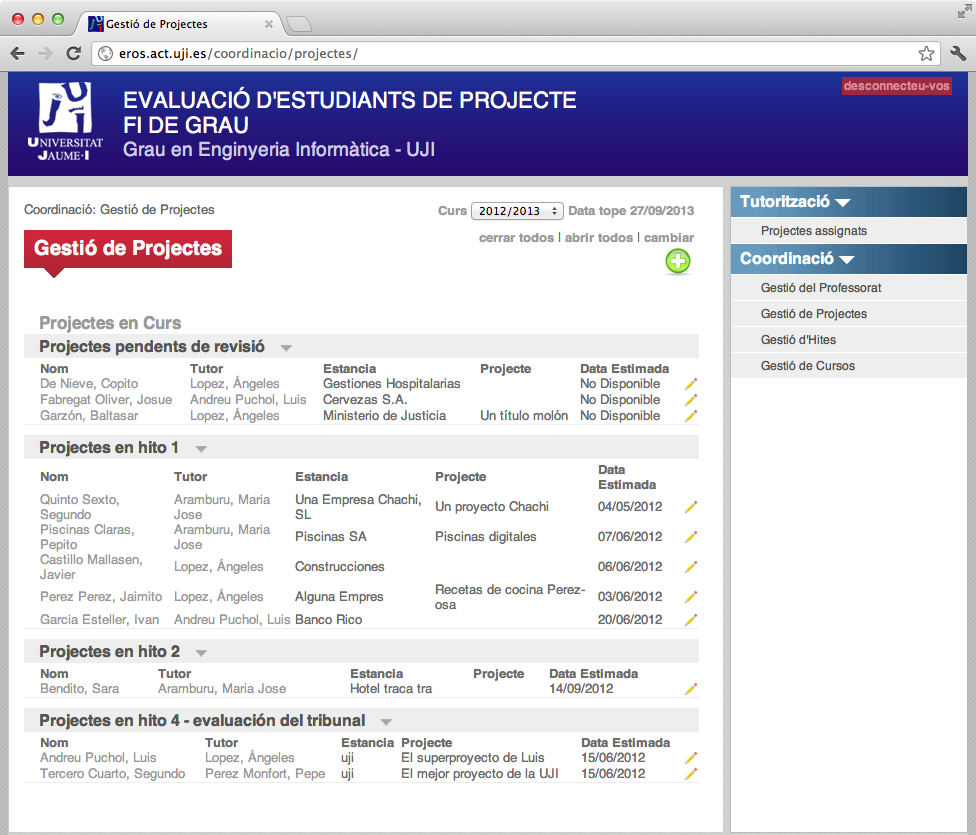 Gestió de Projectes
eros.act.uji.es/coordinacio/projectes/
UNIVERSITAT
JAUME·I
EVALUACIÓ D'ESTUDIANTS DE PROJECTE
FI DE GRAU
Grau en Enginyeria Informàtica - UJI
desconnecteu-vos
Coordinació: Gestió de Projectes
Curs 2012/2013 Data tope 27/09/2013
cerrar todos | abrir todos | cambiar
Gestió de Projectes
Projectes en Curs
Projectes pendents de revisió
Nom Tutor Estancia Projecte Data Estimada
De Nieve, Copito Lopez, Ángeles Gestiones Hospitalarias No Disponible
Fabregat Oliver, Josue Andreu Puchol, Luis Cervezas S.A. No Disponible
Garzón, Baltasar Lopez, Ángeles Ministerio de Justicia Un título molón No Disponible
Projectes en hito 1
Nom Tutor Estancia Projecte Data
Estimada
Quinto Sexto, Aramburu, Maria Una Empresa Chachi, Un proyecto Chachi 04/05/2012
Segundo Jose SL
Piscinas Claras, Aramburu, Maria Piscinas SA Piscinas digitales 07/06/2012
Pepito Jose
Castillo Mallasen, Lopez, Ángeles Construcciones 06/06/2012
Javier
Perez Perez, Jaimito Lopez, Ángeles Alguna Empres Recetas de cocina Perez- 03/06/2012
osa
Garcia Esteller, Ivan Andreu Puchol, Luis Banco Rico 20/06/2012
Projectes en hito 2
Nom Tutor Estancia Projecte Data Estimada
Bendito, Sara Aramburu, Maria Jose Hotel traca tra 14/09/2012
Projectes en hito 4 - evaluación del tribunal
Nom Tutor Estancia Projecte Data Estimada
Andreu Puchol, Luis Lopez, Ángeles uji El superproyecto de Luis 15/06/2012
Tercero Cuarto, Segundo Perez Monfort, Pepe uji El mejor proyecto de la UJI 15/06/2012
Tutorització
Projectes assignats
Coordinació
Gestió del Professorat
Gestió de Projectes
Gestió d'Hites
Gestió de Cursos